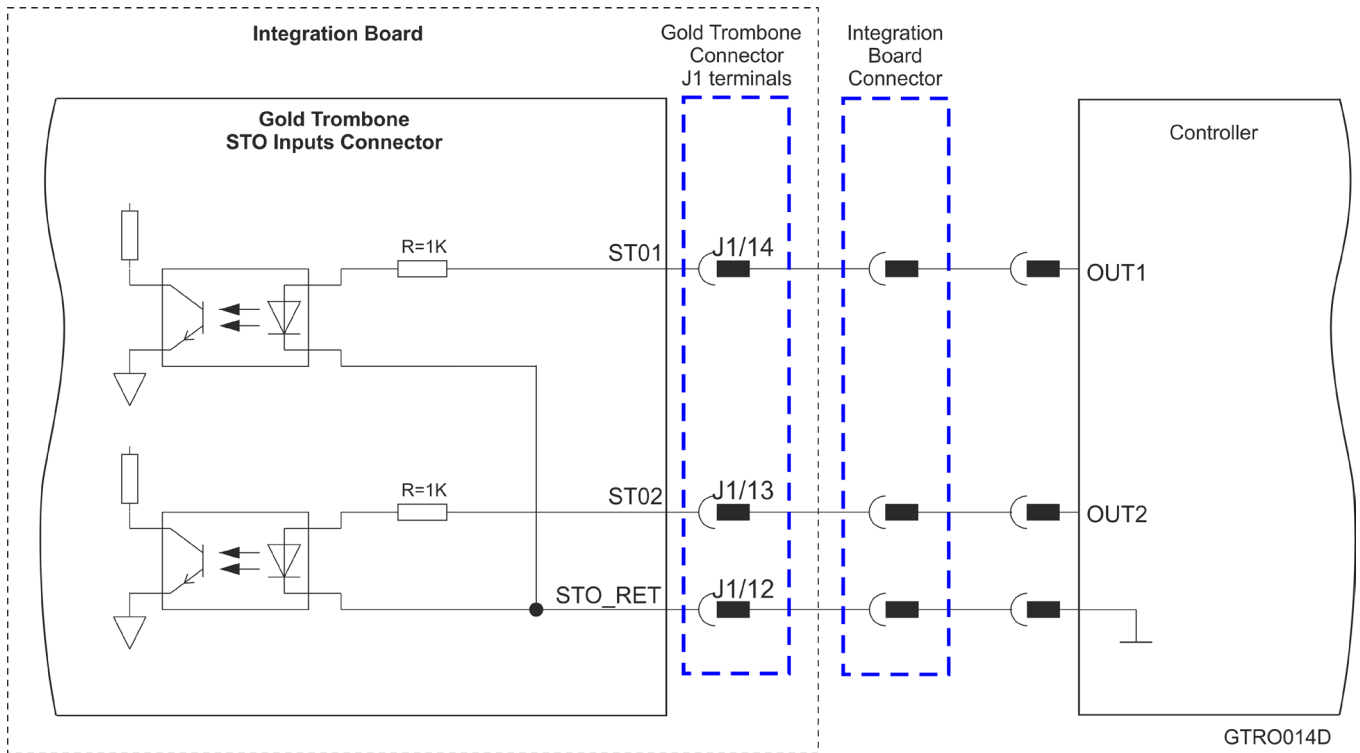 Integration Board
Gold Trombone
Connector
J1 terminals
Integration
Board
Connector
Gold Trombone
STO Inputs Connector
Controller
R=1K
ST01
J1/14
OUT1
R=1K
ST02
J1/13
OUT2
STO_RET
J1/12
GTRO014D